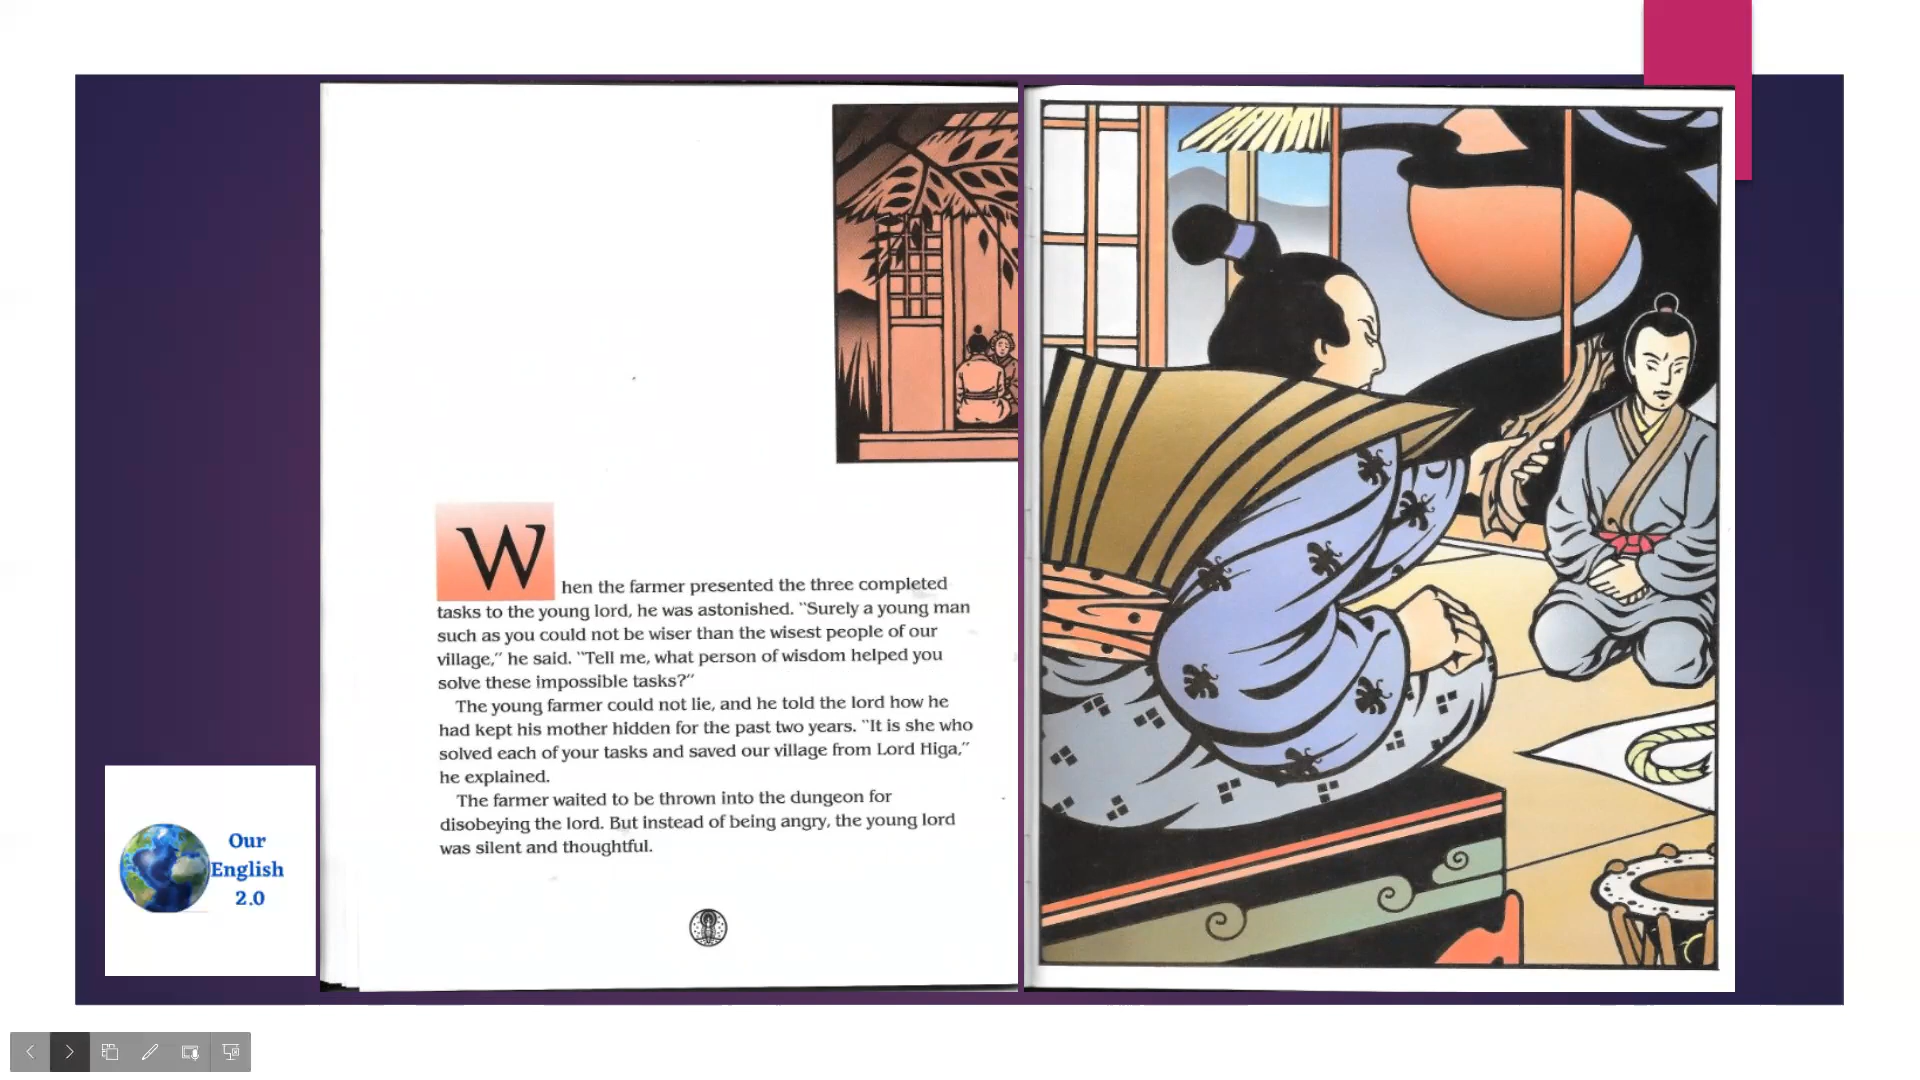 When the farmer presented the three completed
tasks to the young lord, he was astonished. “Surely a young man
such as you could not be wiser than the wisest people of our
village,” he said. “Tell me, what person of wisdom helped you
solve these impossible tasks?”
The young farmer could not lie, and he told the lord how he
had kept his mother hidden for the past two years. “It is she who
solved each of your tasks and saved our village from Lord Higa,”
he explained.
The farmer waited to be thrown into the dungeon for
disobeying the lord. But instead of being angry, the young lord
was silent and thoughtful.
Our
English
2.0